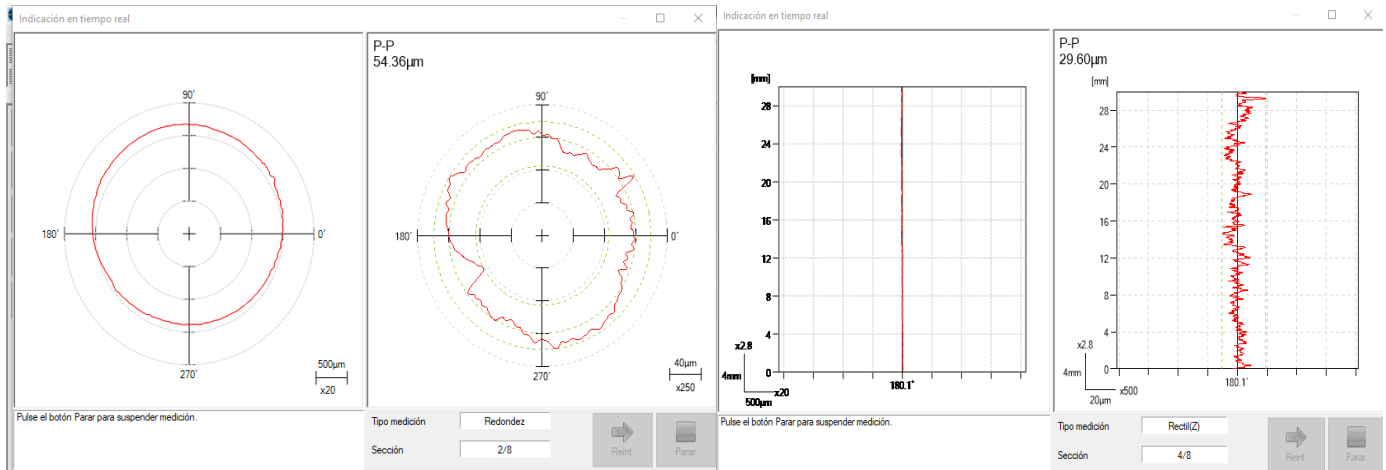 Indicación en tiempo real
90˚
180˚
0˚
270˚
500µm
x20
P-P
54.36µm
90˚
180˚
0˚
270˚
40µm
x250
Pulse el botón Parar para suspender medición.
Tipo medición
Redondez
Sección
2/8
Reint
Parar
Indicación en tiempo real
[mm]
28
24
20
16
12
8
4
0
x2.8
4mm
x20
500µm
180.1˚
P-P
29.60µm
[mm]
28
24
20
16
12
8
4
0
x2.8
4mm
x500
20µm
180.1˚
Pulse el botón Parar para suspender medición.
Tipo medición
Rectil(Z)
Sección
4/8
Reint
Parar